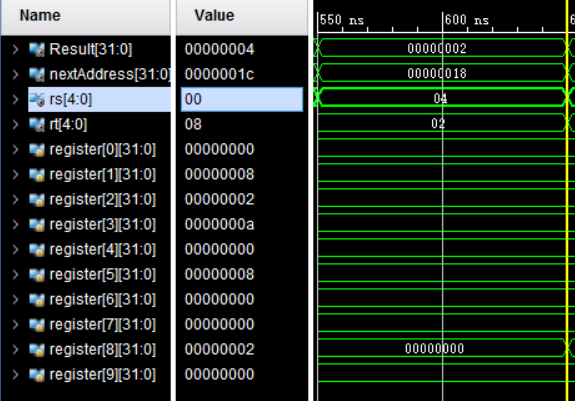 Name Value 550 ns 600 ns 6
Result[31:0] 00000004 00000002
nextAddress[31:0] 0000001c 00000018
rs[4:0] 00 04
rt[4:0] 08 02
register[0][31:0] 00000000
register[1][31:0] 00000008
register[2][31:0] 00000002
register[3][31:0] 0000000a
register[4][31:0] 00000000
register[5][31:0] 00000008
register[6][31:0] 00000000
register[7][31:0] 00000000
register[8][31:0] 00000002 00000000
register[9][31:0] 00000000